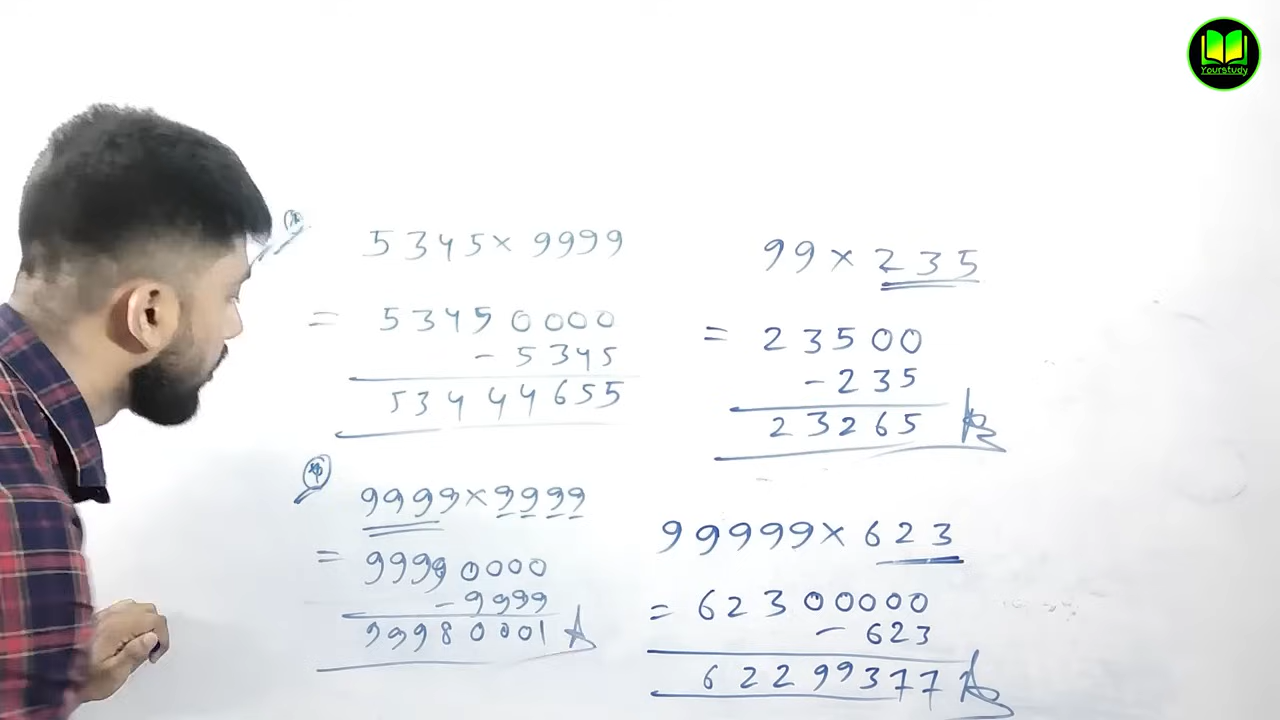 Yourstudy
5345 × 9999
= 53450000
- 5345
53444655
99 × 235
= 23500
- 235
23265
9999 × 9999
= 99990000
- 9999
99980001
99999 × 623
= 62300000
- 623
62299377